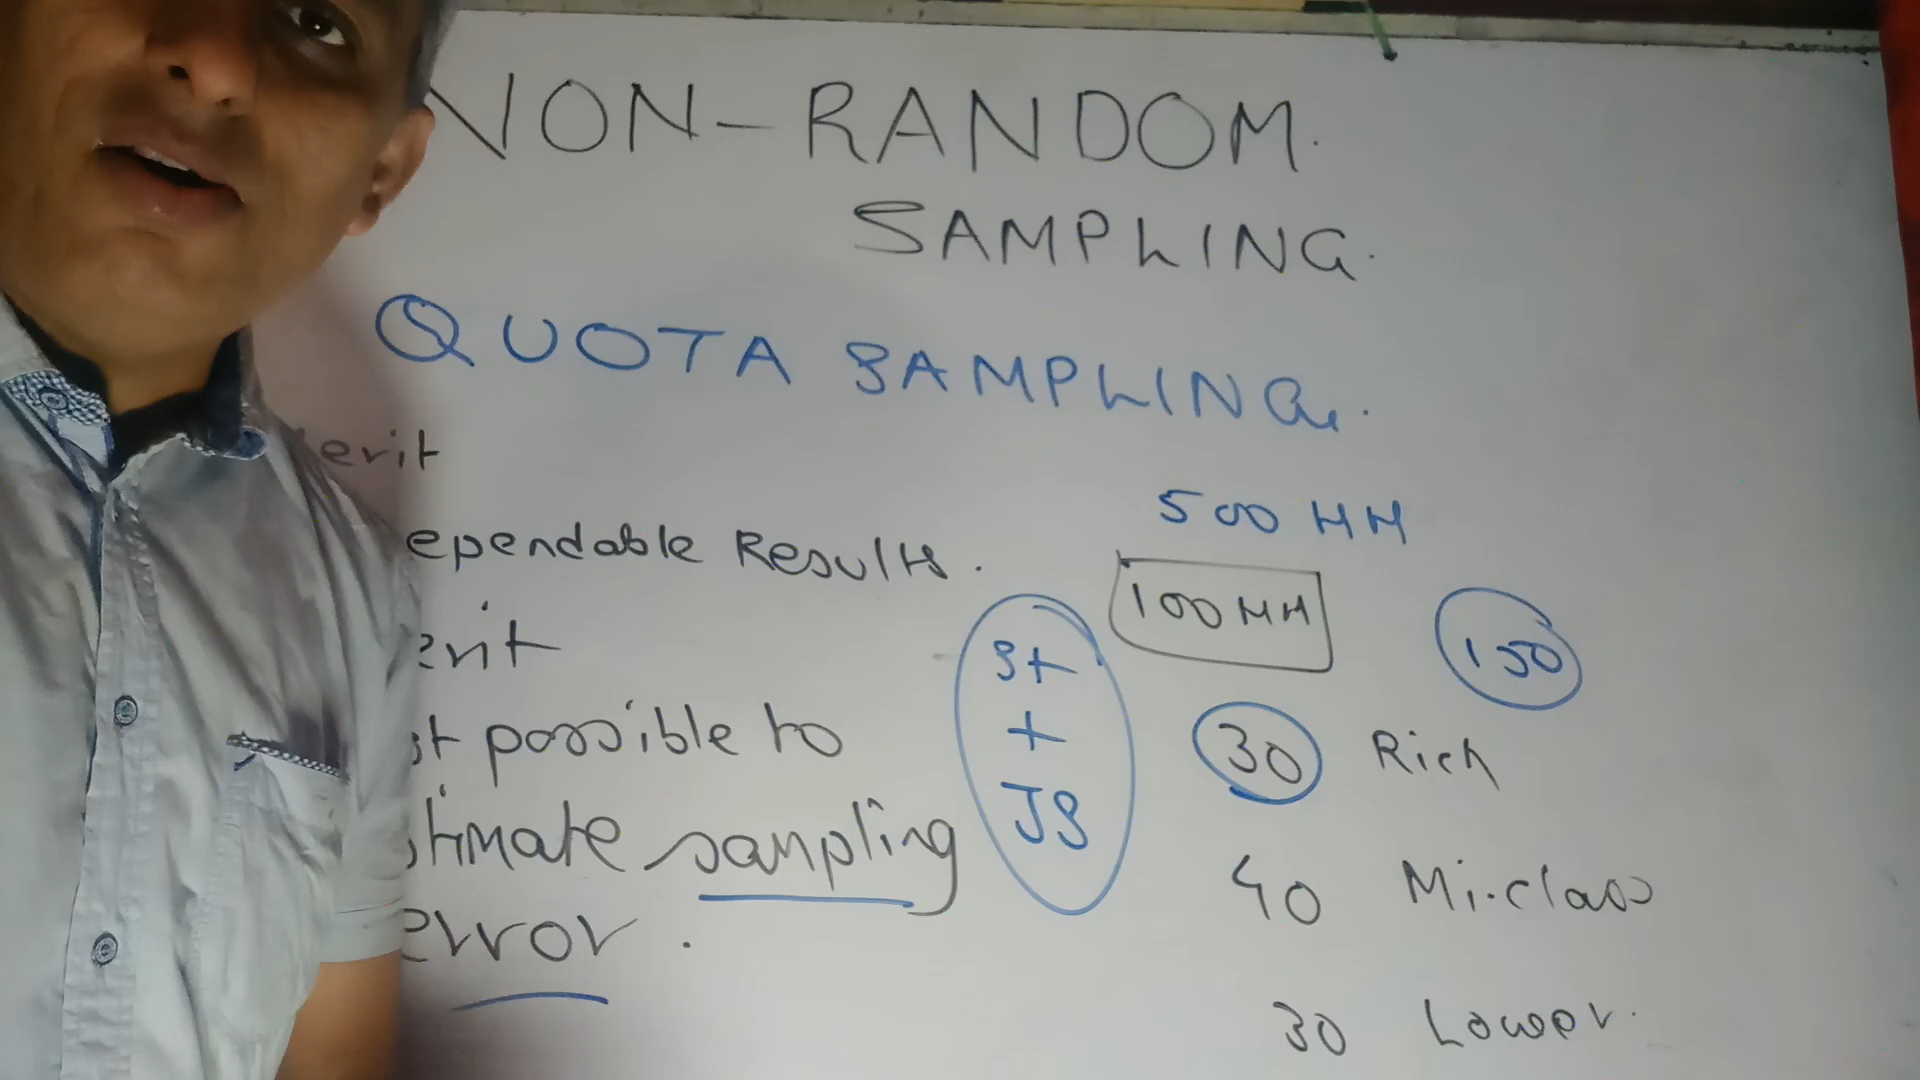 NON-RANDOM.
SAMPLING.
QUOTA SAMPLING.
erit
ependable Results.
erit
ot possible to
stimate sampling
error.
St
+
JS
500 HH
100 HH
150
30 Rich
40 Mi.class
30 Lower.